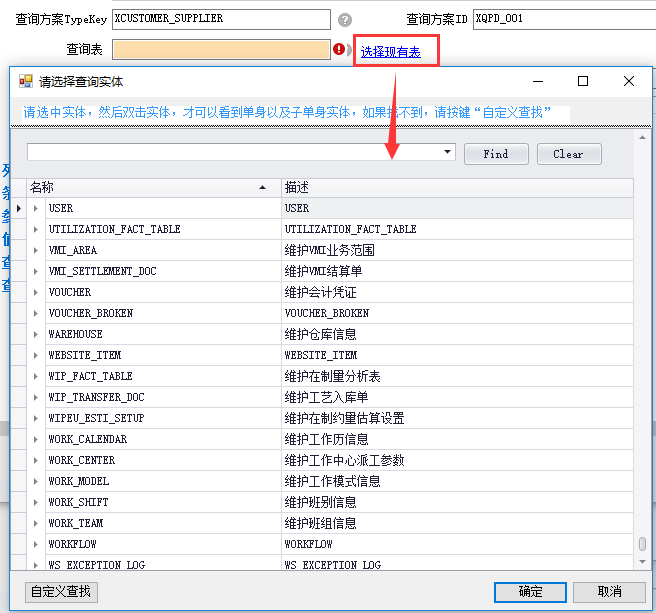 查询方案TypeKey XCUSTOMER_SUPPLIER ? 查询方案ID XQPD_001
查询表 选择现有表
请选择查询实体
请选中实体，然后双击实体，才可以看到单身以及子单身实体，如果找不到，请按键“自定义查找”
Find Clear
名称 描述
USER USER
UTILIZATION_FACT_TABLE UTILIZATION_FACT_TABLE
VMI_AREA 维护VMI业务范围
VMI_SETTLEMENT_DOC 维护VMI结算单
VOUCHER 维护会计凭证
VOUCHER_BROKEN VOUCHER_BROKEN
WAREHOUSE 维护仓库信息
WEBSITE_ITEM WEBSITE_ITEM
WIP_FACT_TABLE 维护在制量分析表
WIP_TRANSFER_DOC 维护工艺入库单
WIPEU_ESTI_SETUP 维护在制约量估算设置
WORK_CALENDAR 维护工作历信息
WORK_CENTER 维护工作中心派工参数
WORK_MODEL 维护工作模式信息
WORK_SHIFT 维护班别信息
WORK_TEAM 维护班组信息
WORKFLOW WORKFLOW
WS_EXCEPTION_LOG WS_EXCEPTION_LOG
自定义查找 确定 取消